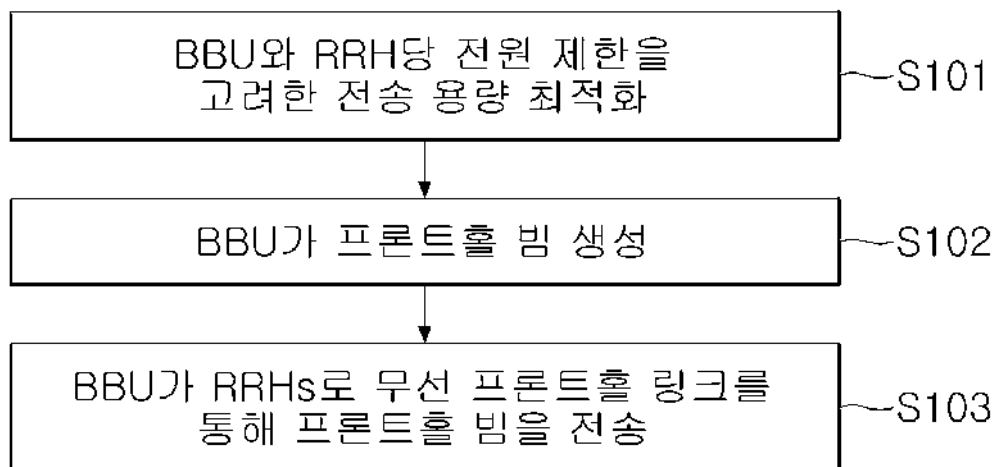 BBU와 RRH당 전원 제한을
고려한 전송 용량 최적화
S101
BBU가 프론트홀 빔 생성
S102
BBU가 RRHs로 무선 프론트홀 링크를
통해 프론트홀 빔을 전송
S103